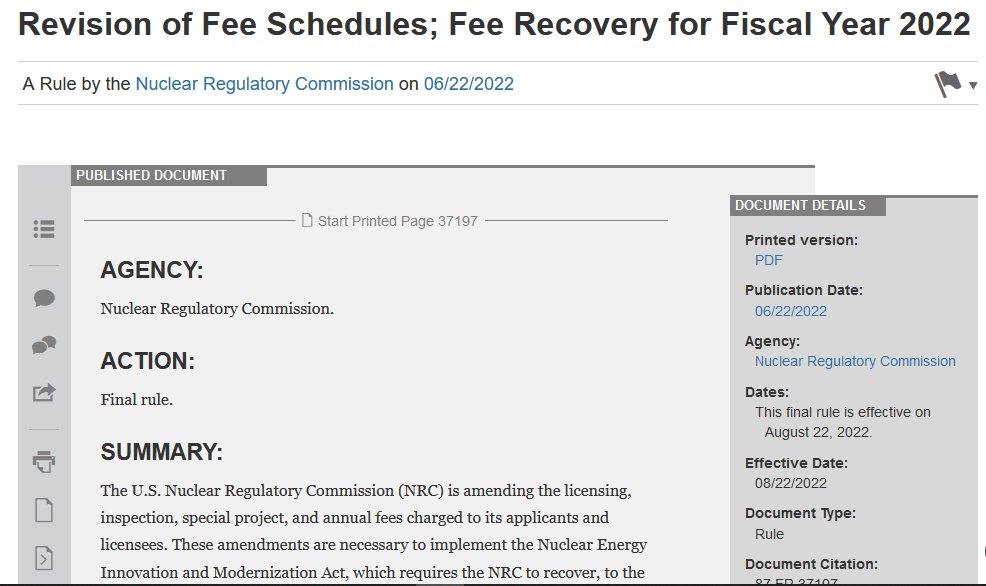 Revision of Fee Schedules; Fee Recovery for Fiscal Year 2022
A Rule by the Nuclear Regulatory Commission on 06/22/2022
PUBLISHED DOCUMENT
Start Printed Page 37197
AGENCY:
Nuclear Regulatory Commission.
ACTION:
Final rule.
SUMMARY:
The U.S. Nuclear Regulatory Commission (NRC) is amending the licensing,
inspection, special project, and annual fees charged to its applicants and
licensees. These amendments are necessary to implement the Nuclear Energy
Innovation and Modernization Act, which requires the NRC to recover, to the
DOCUMENT DETAILS
Printed version:
PDF
Publication Date:
06/22/2022
Agency:
Nuclear Regulatory Commission
Dates:
This final rule is effective on
August 22, 2022.
Effective Date:
08/22/2022
Document Type:
Rule
Document Citation:
87 FR 37197